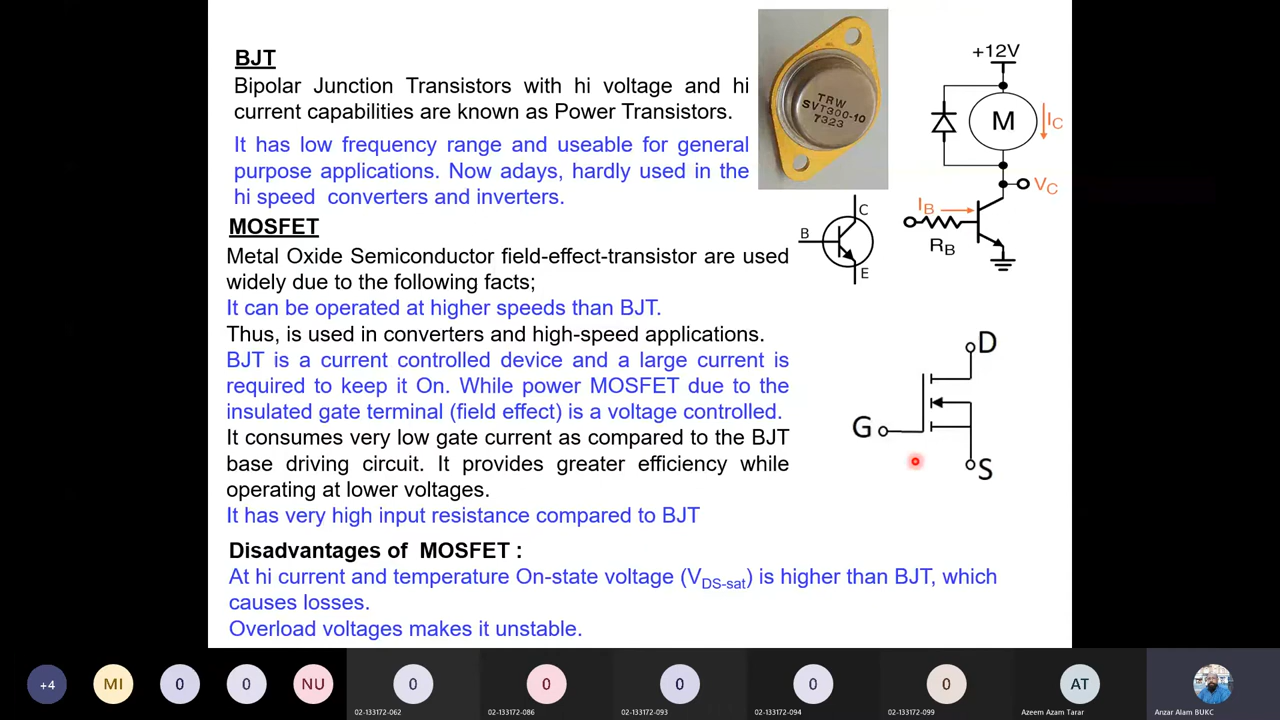 BJT
Bipolar Junction Transistors with hi voltage and hi
current capabilities are known as Power Transistors.
It has low frequency range and useable for general
purpose applications. Now adays, hardly used in the
hi speed converters and inverters.
TRW
SVT300-10
7323
+12V
M
IC
VC
IB
RB
C
B
E
MOSFET
Metal Oxide Semiconductor field-effect-transistor are used
widely due to the following facts;
It can be operated at higher speeds than BJT.
Thus, is used in converters and high-speed applications.
BJT is a current controlled device and a large current is
required to keep it On. While power MOSFET due to the
insulated gate terminal (field effect) is a voltage controlled.
It consumes very low gate current as compared to the BJT
base driving circuit. It provides greater efficiency while
operating at lower voltages.
It has very high input resistance compared to BJT
D
G
S
Disadvantages of MOSFET :
At hi current and temperature On-state voltage (VDS-sat) is higher than BJT, which
causes losses.
Overload voltages makes it unstable.
+4
MI
0
0
NU
0
02-133172-062
0
02-133172-086
0
02-133172-093
0
02-133172-094
0
02-133172-099
AT
Azeem Azam Tarar
Anzar Alam BUKC